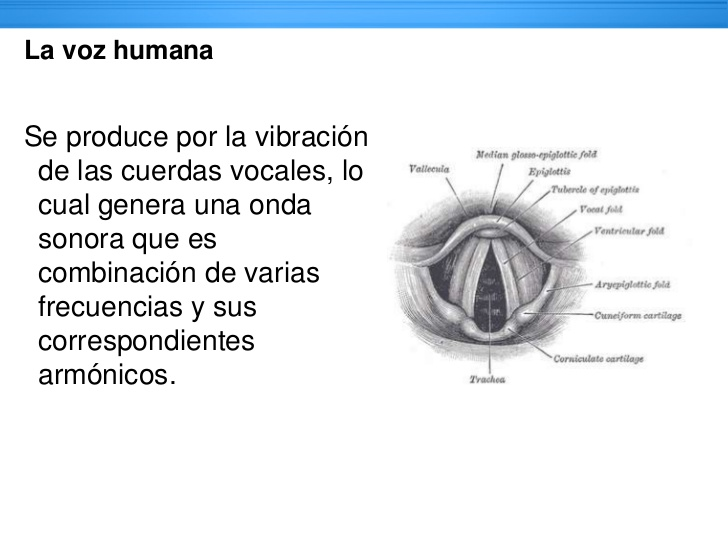 La voz humana
Se produce por la vibración
de las cuerdas vocales, lo
cual genera una onda
sonora que es
combinación de varias
frecuencias y sus
correspondientes
armónicos.
Median glosso-epiglottic fold
Vallecula
Epiglottis
Tubercle of epiglottis
Vocal fold
Ventricular fold
Aryepiglottic fold
Cuneiform cartilage
Corniculate cartilage
Trachea